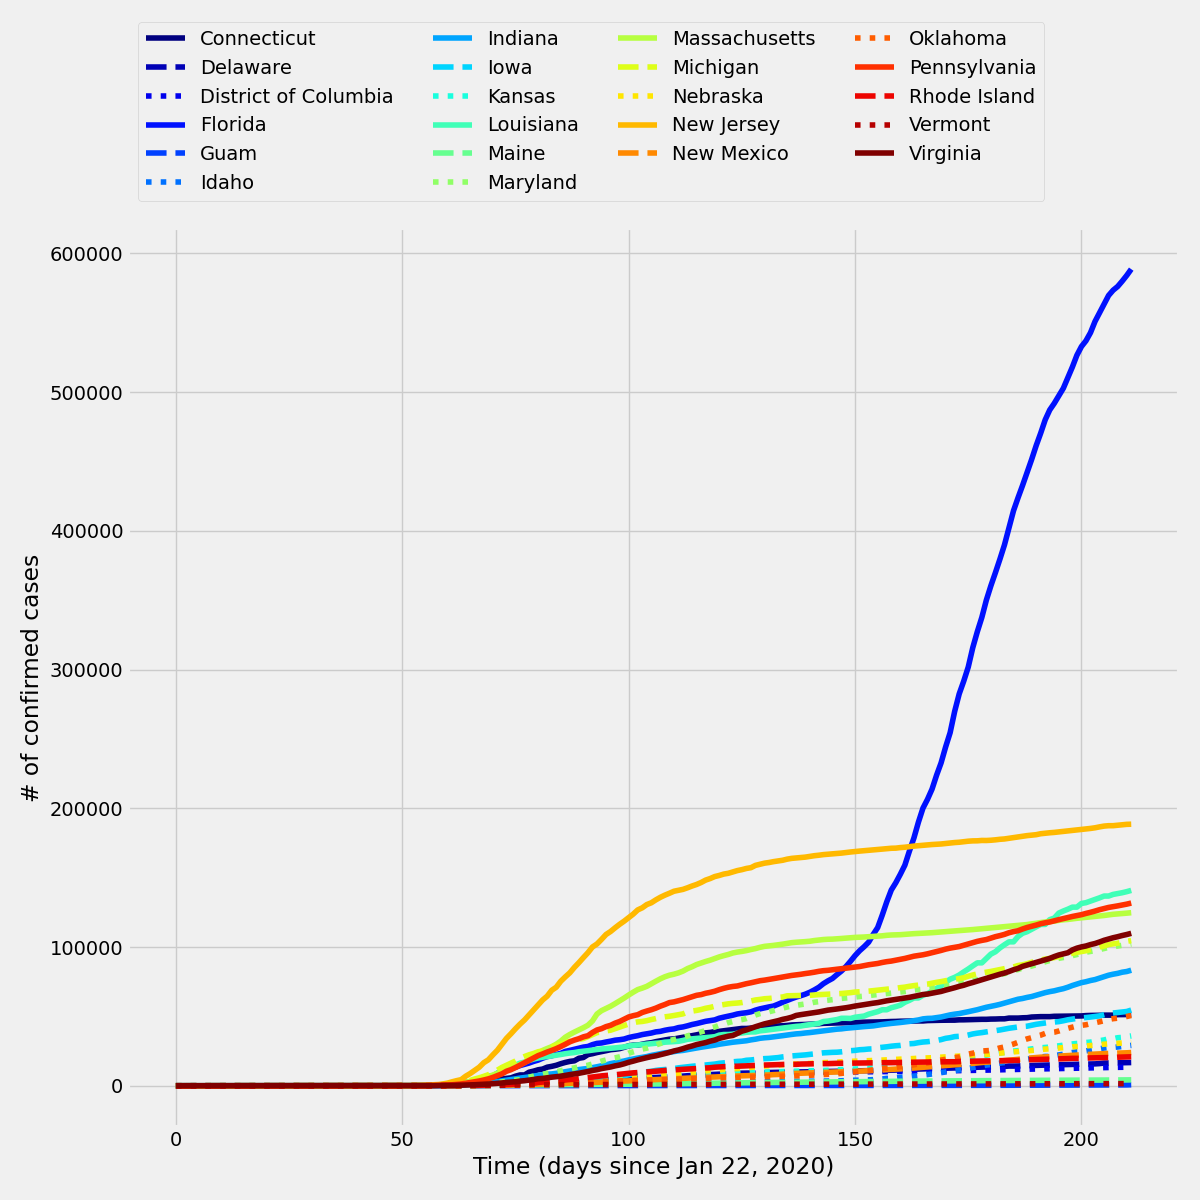 Connecticut
Delaware
District of Columbia
Florida
Guam
Idaho
Indiana
Iowa
Kansas
Louisiana
Maine
Maryland
Massachusetts
Michigan
Nebraska
New Jersey
New Mexico
Oklahoma
Pennsylvania
Rhode Island
Vermont
Virginia
600000
500000
400000
300000
200000
100000
0
# of confirmed cases
0 50 100 150 200
Time (days since Jan 22, 2020)